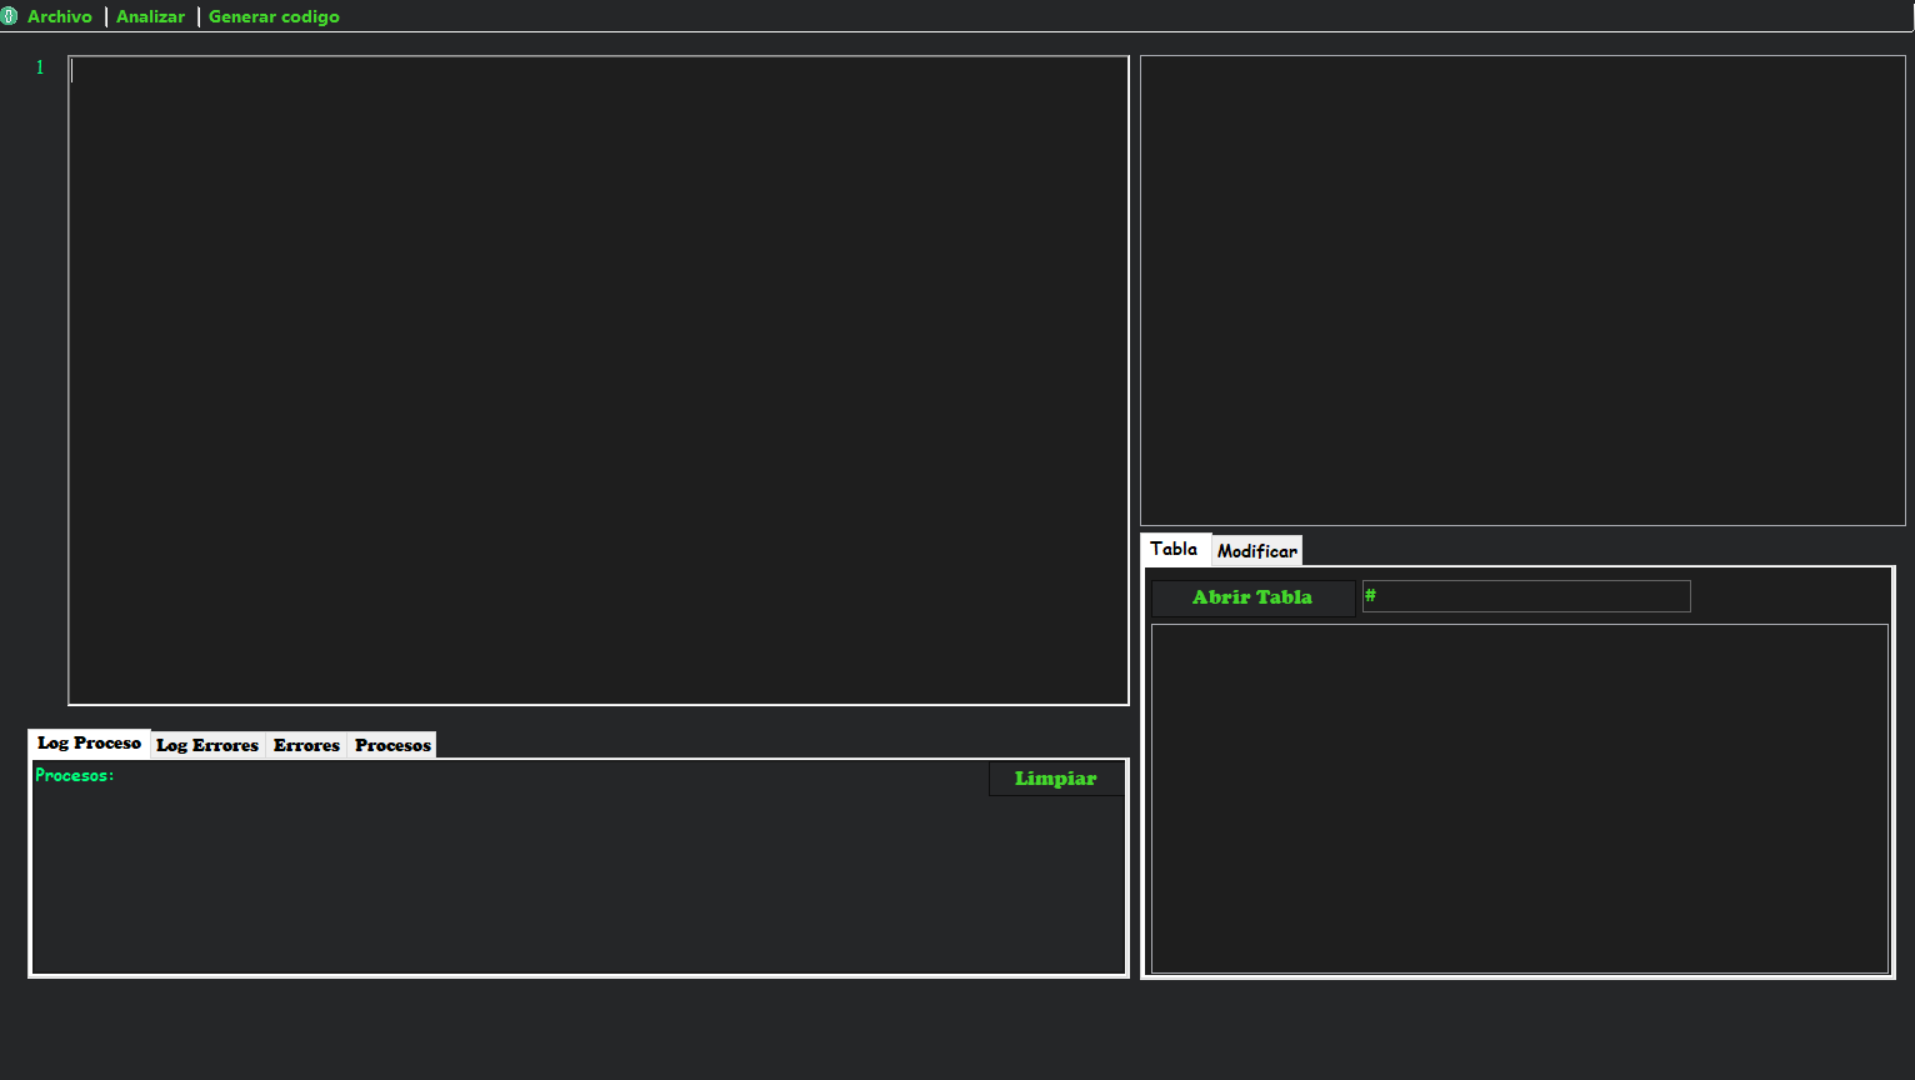 Archivo | Analizar | Generar codigo
1
Tabla Modificar
Abrir Tabla #
Log Proceso Log Errores Errores Procesos
Procesos: Limpiar